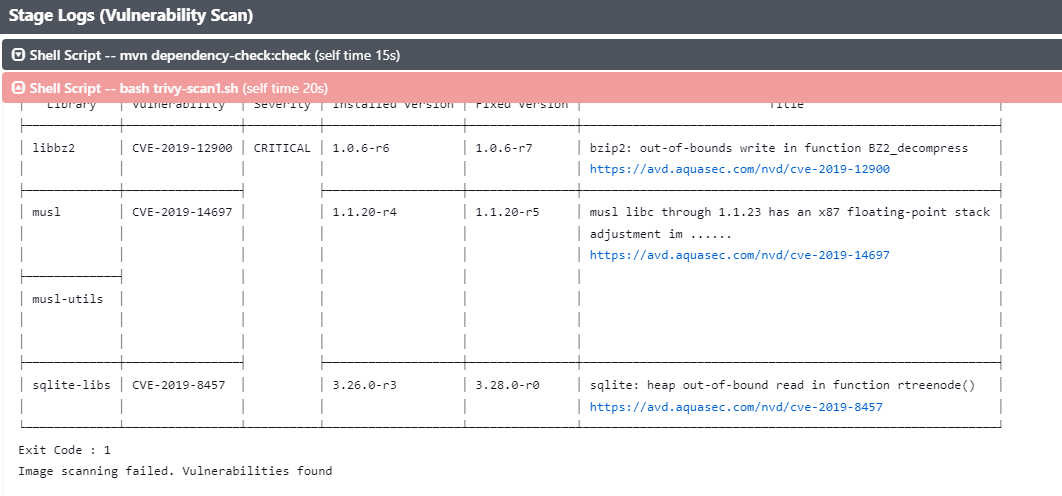 Stage Logs (Vulnerability Scan)
Shell Script -- mvn dependency-check:check (self time 15s)
Shell Script -- bash trivy-scan1.sh (self time 20s)
Library Vulnerability Severity Installed Version Fixed Version Title
libbz2 CVE-2019-12900 CRITICAL 1.0.6-r6 1.0.6-r7 bzip2: out-of-bounds write in function BZ2_decompress
https://avd.aquasec.com/nvd/cve-2019-12900
musl CVE-2019-14697 1.1.20-r4 1.1.20-r5 musl libc through 1.1.23 has an x87 floating-point stack
adjustment im ......
https://avd.aquasec.com/nvd/cve-2019-14697
musl-utils
sqlite-libs CVE-2019-8457 3.26.0-r3 3.28.0-r0 sqlite: heap out-of-bound read in function rtreenode()
https://avd.aquasec.com/nvd/cve-2019-8457
Exit Code : 1
Image scanning failed. Vulnerabilities found